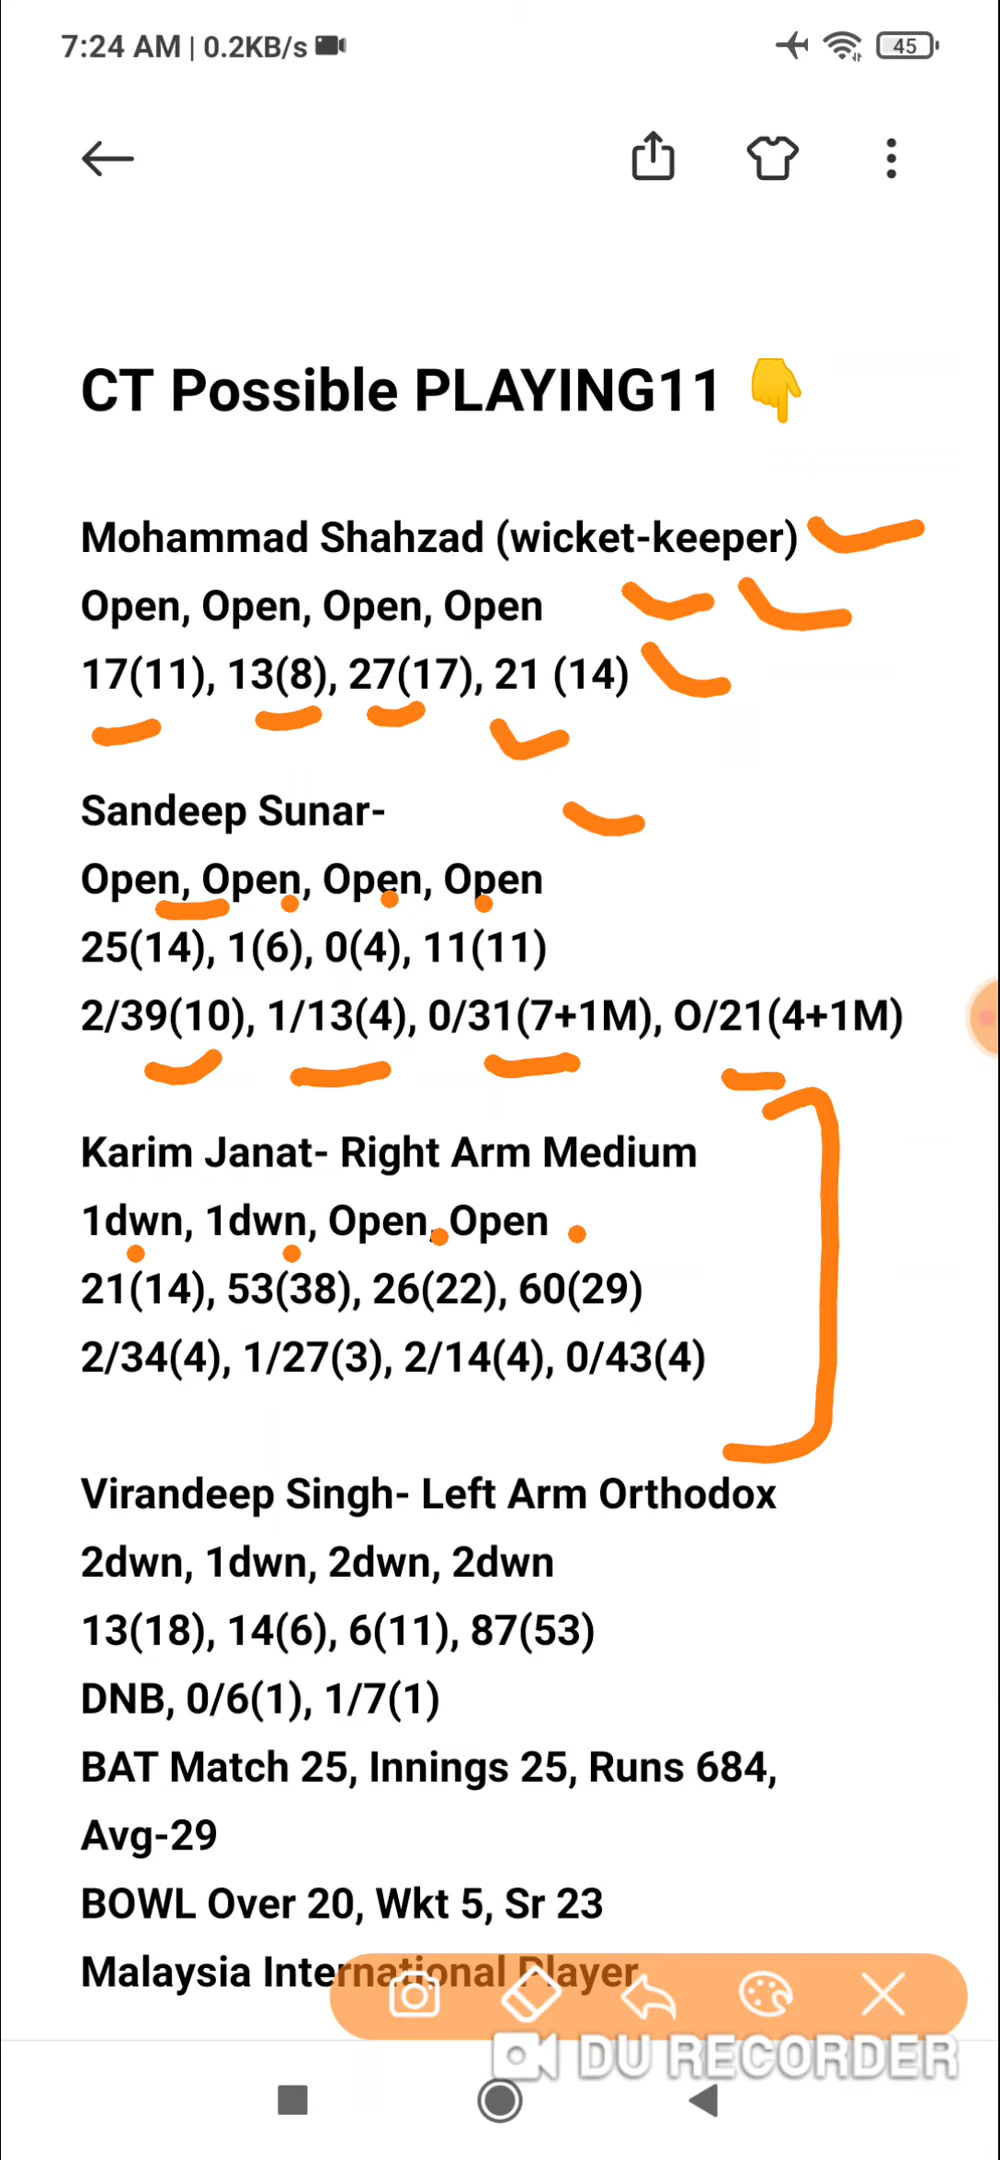 7:24 AM | 0.2KB/s
45
CT Possible PLAYING11 👇
Mohammad Shahzad (wicket-keeper)
Open, Open, Open, Open
17(11), 13(8), 27(17), 21 (14)
Sandeep Sunar-
Open, Open, Open, Open
25(14), 1(6), 0(4), 11(11)
2/39(10), 1/13(4), 0/31(7+1M), O/21(4+1M)
Karim Janat- Right Arm Medium
1dwn, 1dwn, Open, Open
21(14), 53(38), 26(22), 60(29)
2/34(4), 1/27(3), 2/14(4), 0/43(4)
Virandeep Singh- Left Arm Orthodox
2dwn, 1dwn, 2dwn, 2dwn
13(18), 14(6), 6(11), 87(53)
DNB, 0/6(1), 1/7(1)
BAT Match 25, Innings 25, Runs 684,
Avg-29
BOWL Over 20, Wkt 5, Sr 23
Malaysia International Player
DU RECORDER